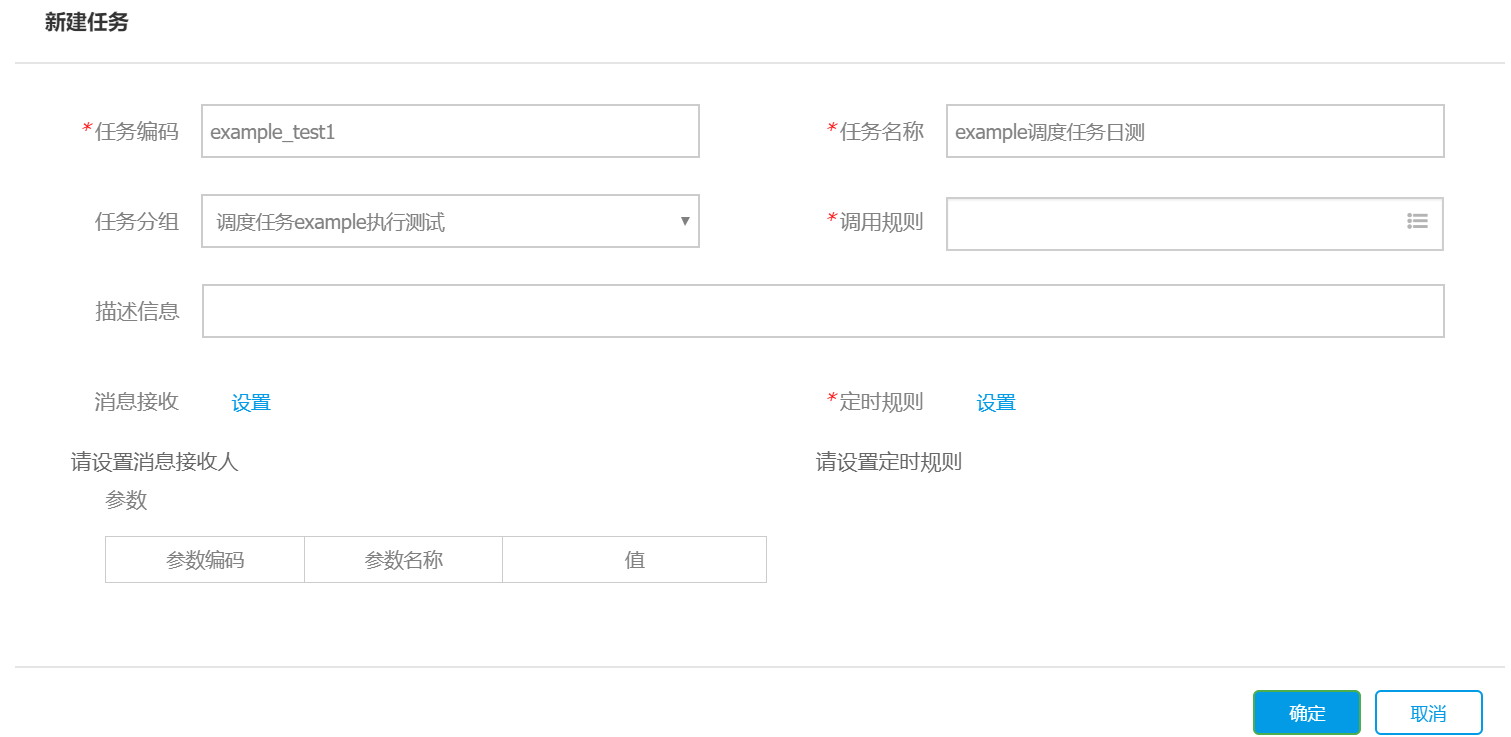 新建任务
*任务编码 example_test1 *任务名称 example调度任务日测
任务分组 调度任务example执行测试 *调用规则
描述信息
消息接收 设置 *定时规则 设置
请设置消息接收人 请设置定时规则
参数
参数编码 参数名称 值
确定 取消